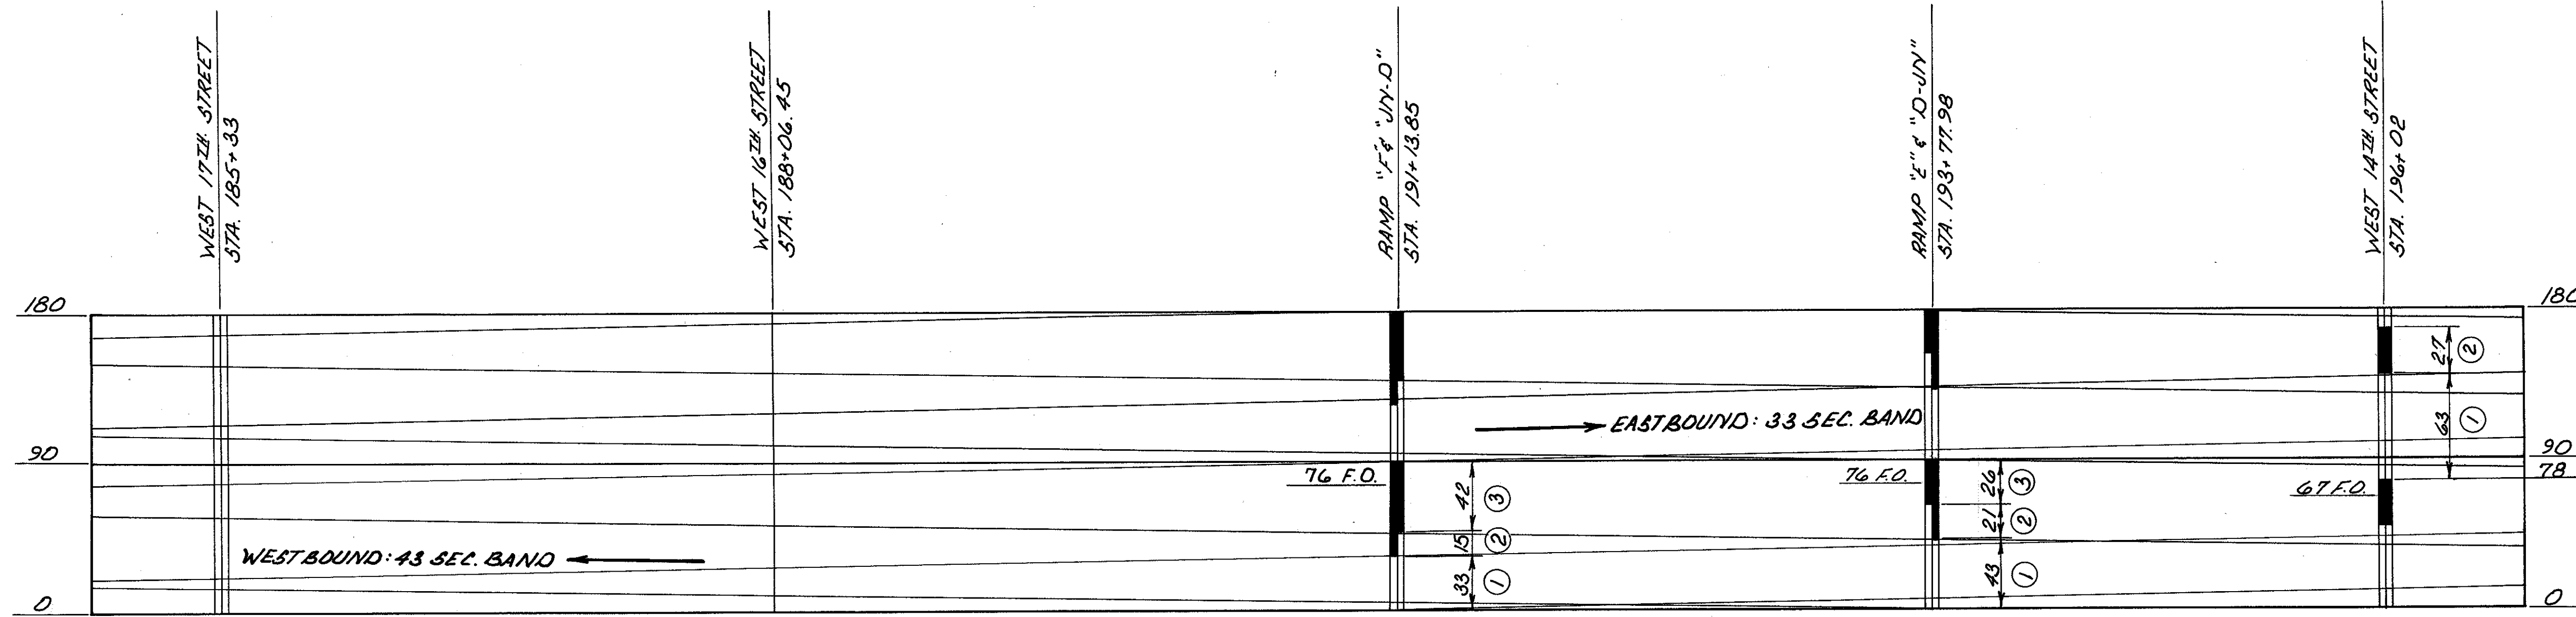 WEST 17TH. STREET
STA. 185+33
WEST 16TH. STREET
STA. 188+06.45
RAMP "F" & "JN-D"
STA. 191+13.85
RAMP "E" & "D-JN"
STA. 193+77.98
WEST 14TH. STREET
STA. 196+02
180
180
27
2
63
1
EASTBOUND: 33 SEC. BAND
90
90
78
76 F.O.
42
3
76 F.O.
26
3
67 F.O.
15
2
21
2
WESTBOUND: 43 SEC. BAND
33
1
43
1
0
0